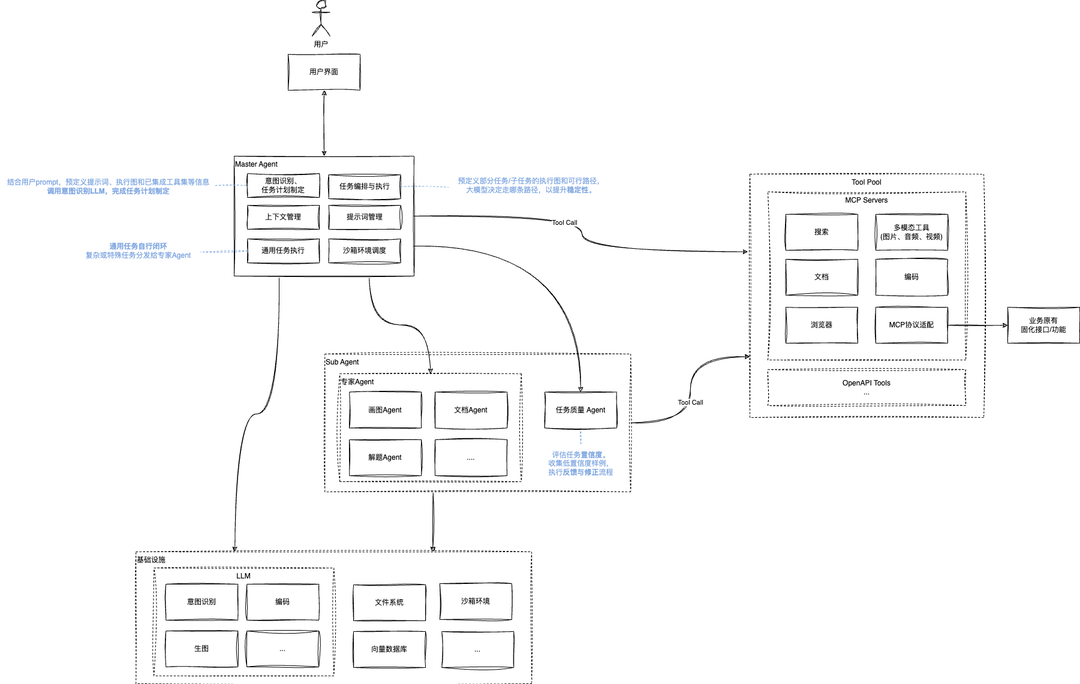 用户
用户界面
Master Agent
意图识别、
任务计划制定
任务编排与执行
上下文管理
提示词管理
通用任务执行
沙箱环境调度
结合用户prompt，预定义提示词、执行图和已集成工具集等信息
调用意图识别LLM，完成任务计划制定
预定义部分任务/子任务的执行图和可行路径，
大模型决定走哪条路径，以提升稳定性。
通用任务自行闭环
复杂或特殊任务分发给专家Agent
Tool Call
Tool Pool
MCP Servers
搜索
多模态工具
(图片、音频、视频)
文档
编码
浏览器
MCP协议适配
业务原有
固化接口/功能
OpenAPI Tools
...
Sub Agent
专家Agent
画图Agent
文档Agent
解题Agent
....
任务质量 Agent
评估任务置信度。
收集低置信度样例，
执行反馈与修正流程
Tool Call
基础设施
LLM
意图识别
编码
生图
...
文件系统
沙箱环境
向量数据库
...